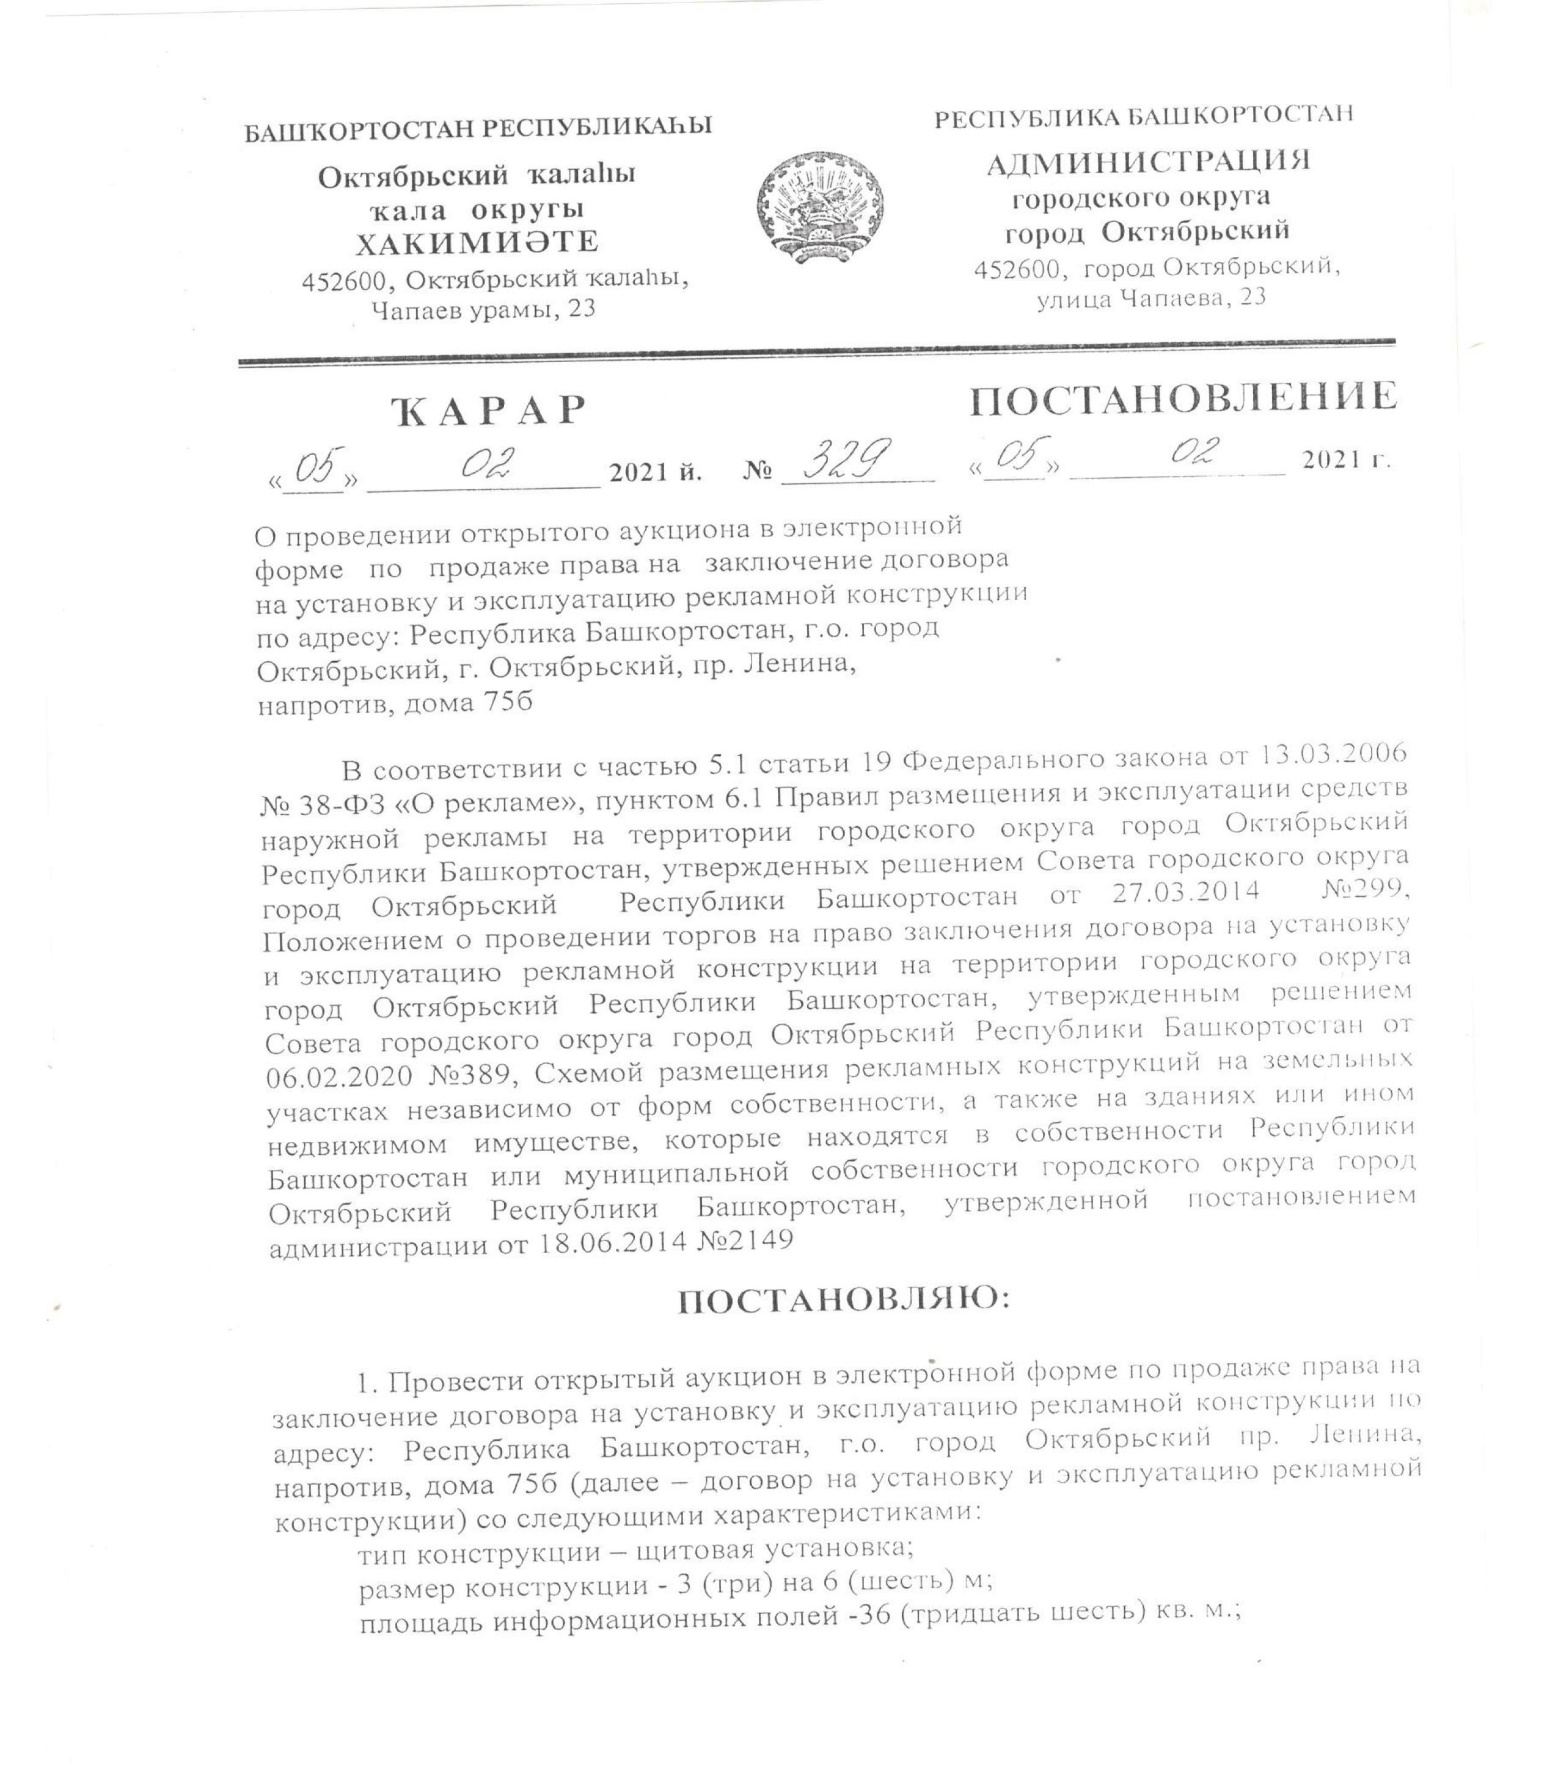 БАШҠОРТОСТАН РЕСПУБЛИКАҺЫ
Октябрьский ҡалаһы
ҡала округы
ХАКИМИӘТЕ
452600, Октябрьский ҡалаһы,
Чапаев урамы, 23
РЕСПУБЛИКА БАШКОРТОСТАН
АДМИНИСТРАЦИЯ
городского округа
город Октябрьский
452600, город Октябрьский,
улица Чапаева, 23
ҠАРАР
ПОСТАНОВЛЕНИЕ
«05» 02 2021 й. № 329 «05» 02 2021 г.
О проведении открытого аукциона в электронной
форме по продаже права на заключение договора
на установку и эксплуатацию рекламной конструкции
по адресу: Республика Башкортостан, г.о. город
Октябрьский, г. Октябрьский, пр. Ленина,
напротив, дома 75б
В соответствии с частью 5.1 статьи 19 Федерального закона от 13.03.2006
№ 38-ФЗ «О рекламе», пунктом 6.1 Правил размещения и эксплуатации средств
наружной рекламы на территории городского округа город Октябрьский
Республики Башкортостан, утвержденных решением Совета городского округа
город Октябрьский Республики Башкортостан от 27.03.2014 №299,
Положением о проведении торгов на право заключения договора на установку
и эксплуатацию рекламной конструкции на территории городского округа
город Октябрьский Республики Башкортостан, утвержденным решением
Совета городского округа город Октябрьский Республики Башкортостан от
06.02.2020 №389, Схемой размещения рекламных конструкций на земельных
участках независимо от форм собственности, а также на зданиях или ином
недвижимом имуществе, которые находятся в собственности Республики
Башкортостан или муниципальной собственности городского округа город
Октябрьский Республики Башкортостан, утвержденной постановлением
администрации от 18.06.2014 №2149
ПОСТАНОВЛЯЮ:
1. Провести открытый аукцион в электронной форме по продаже права на
заключение договора на установку и эксплуатацию рекламной конструкции по
адресу: Республика Башкортостан, г.о. город Октябрьский пр. Ленина,
напротив, дома 75б (далее – договор на установку и эксплуатацию рекламной
конструкции) со следующими характеристиками:
тип конструкции – щитовая установка;
размер конструкции - 3 (три) на 6 (шесть) м;
площадь информационных полей -36 (тридцать шесть) кв. м.;